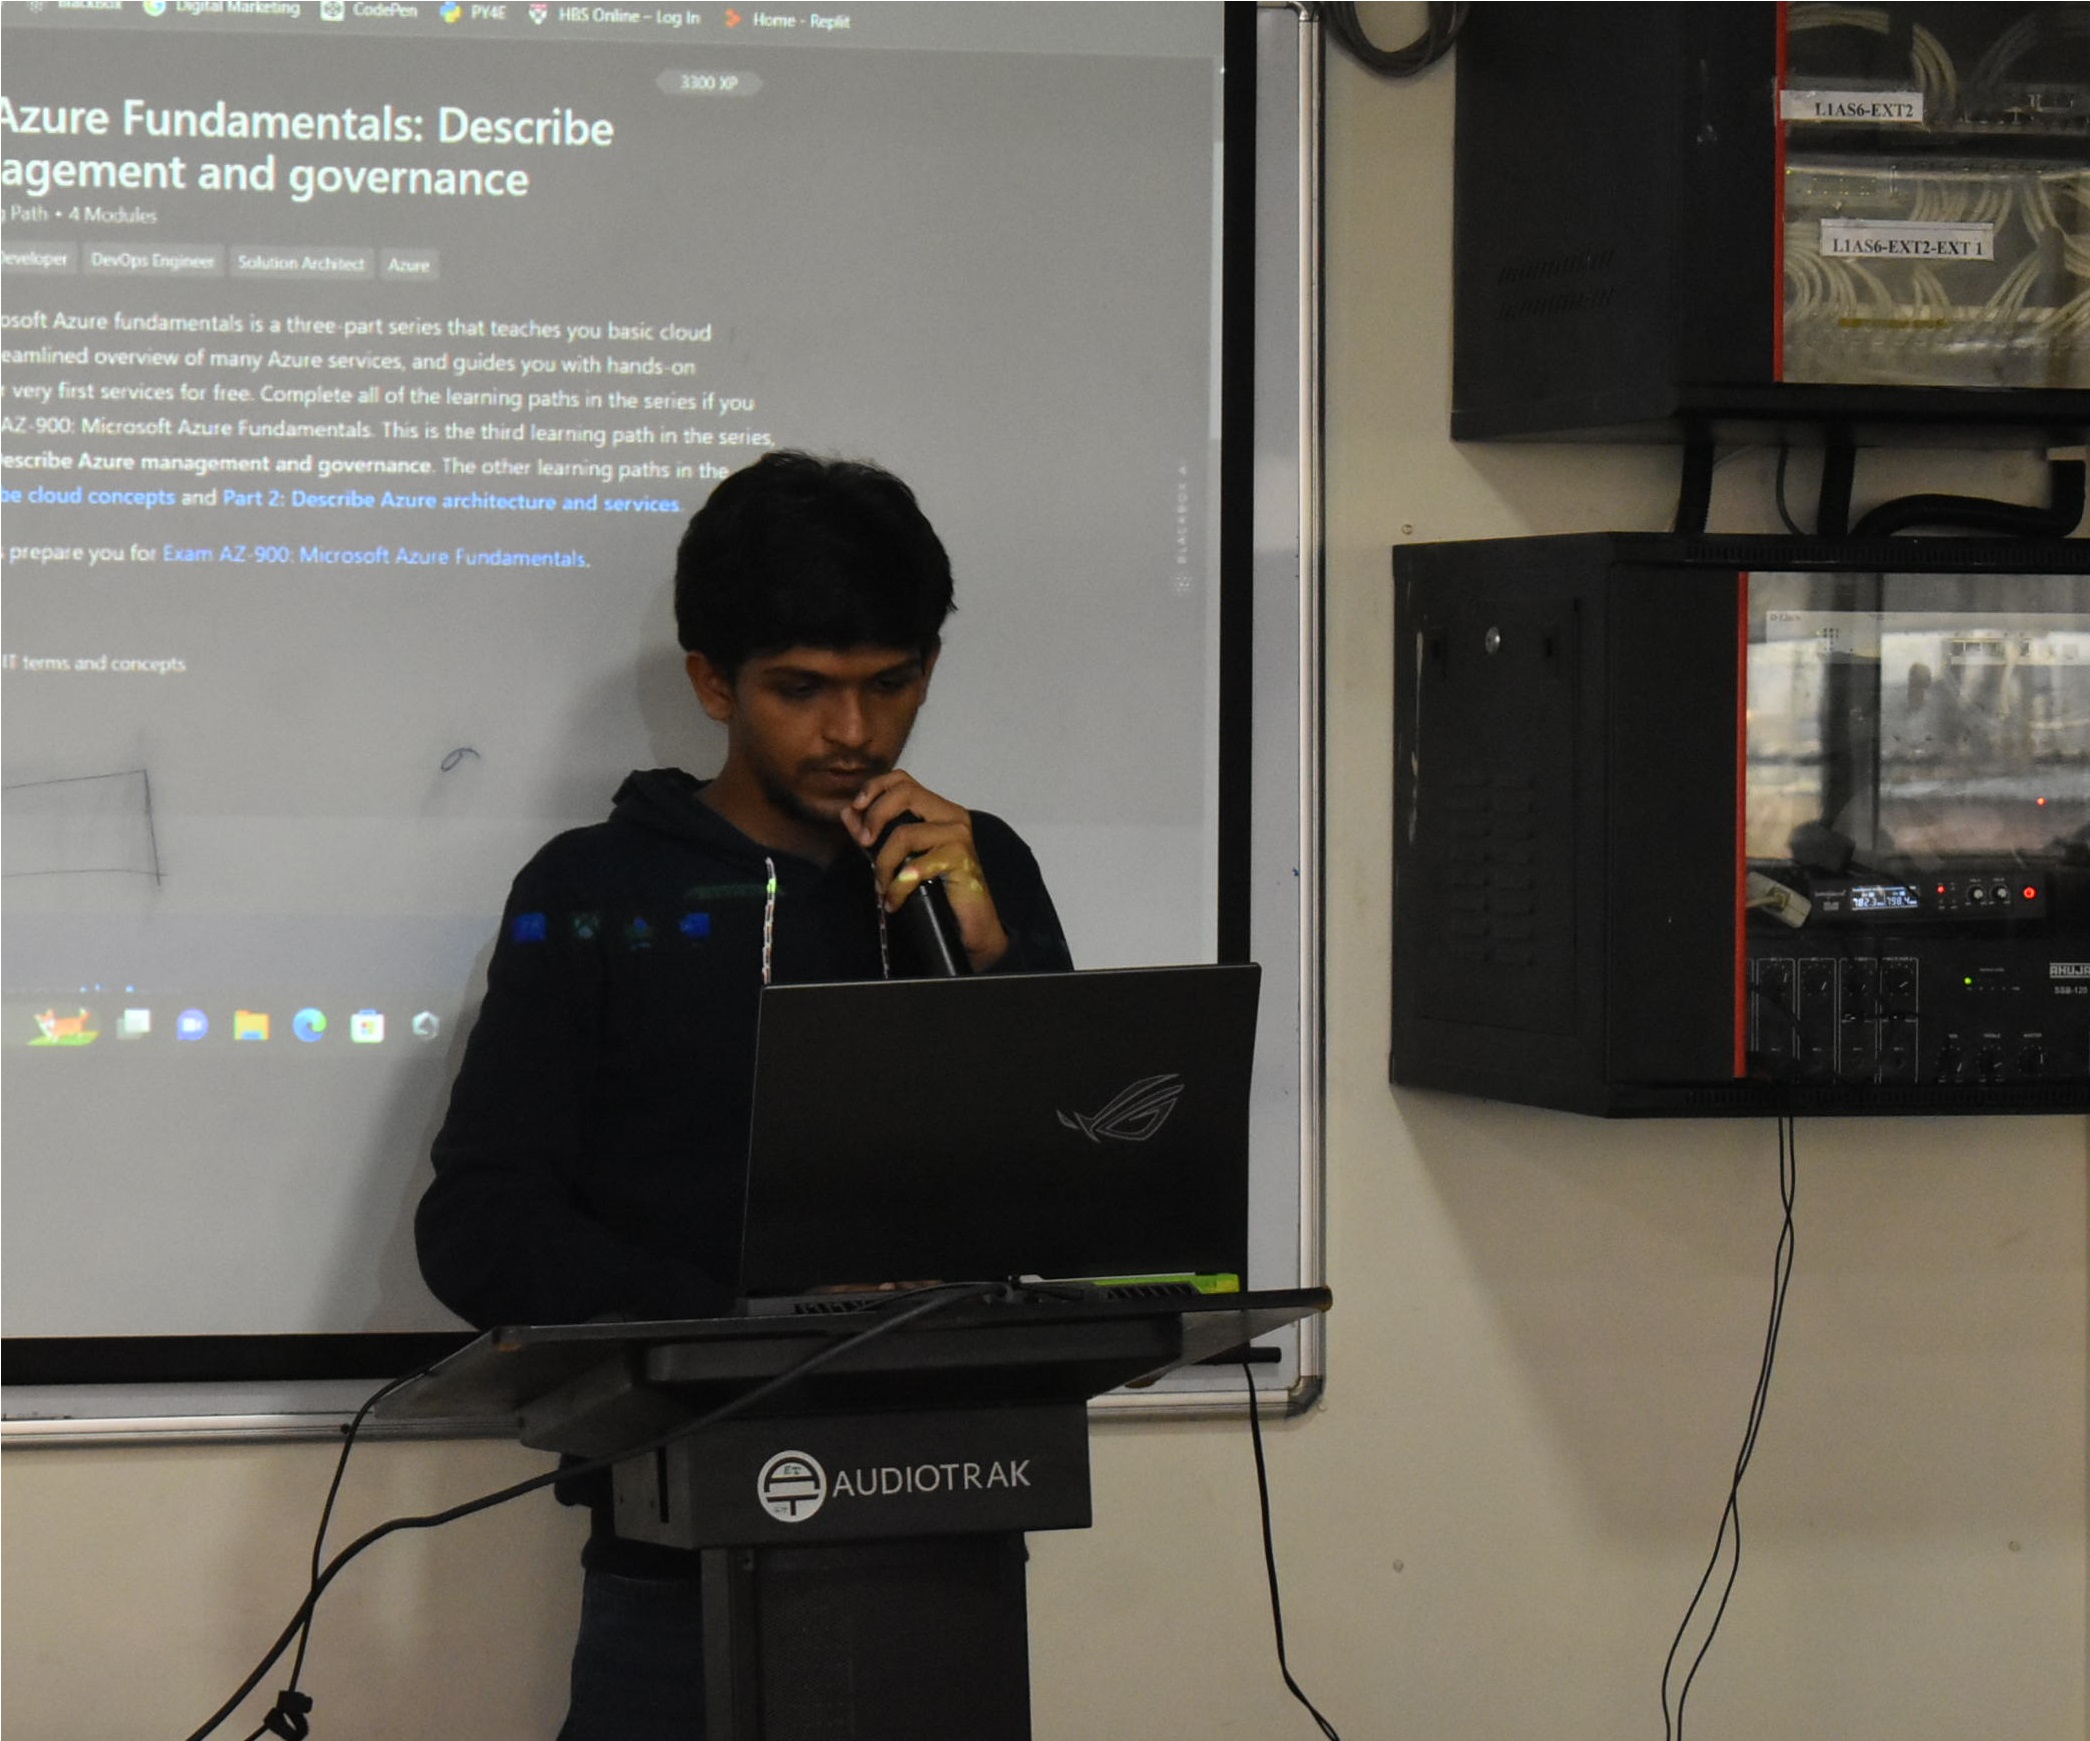 BLACKBOX Digital Marketing CodePen PY4E HBS Online – Log In Home - Replit
3300 XP
Azure Fundamentals: Describe
agement and governance
Path • 4 Modules
Developer DevOps Engineer Solution Architect Azure
osoft Azure fundamentals is a three-part series that teaches you basic cloud
eamlined overview of many Azure services, and guides you with hands-on
r very first services for free. Complete all of the learning paths in the series if you
AZ-900: Microsoft Azure Fundamentals. This is the third learning path in the series,
escribe Azure management and governance. The other learning paths in the
be cloud concepts and Part 2: Describe Azure architecture and services.
prepare you for Exam AZ-900: Microsoft Azure Fundamentals.
IT terms and concepts
BLACKBOX A
L1AS6-EXT2
L1AS6-EXT2-EXT 1
D-Link
AHUJA
SSB-120
AUDIOTRAK